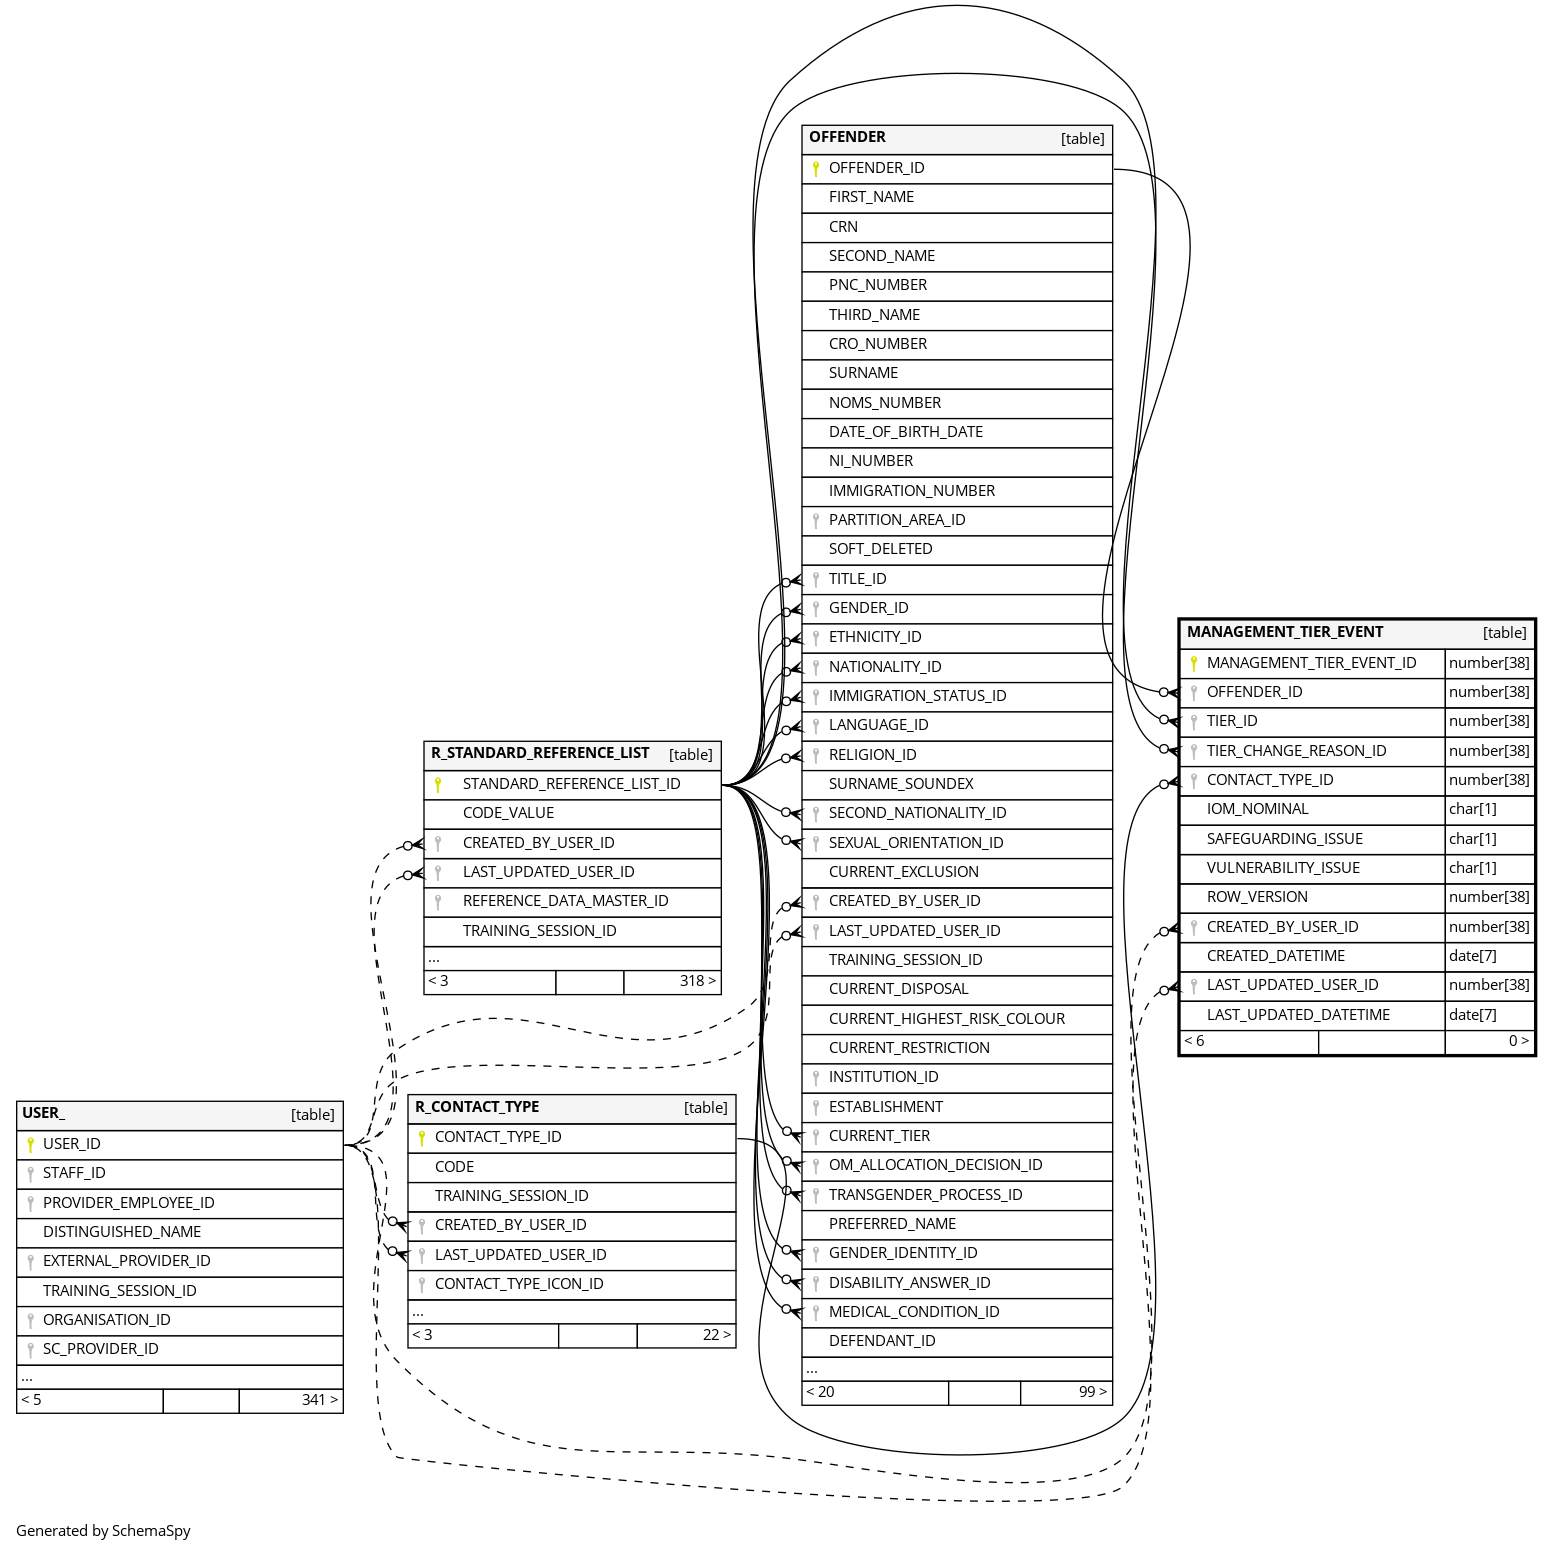 OFFENDER [table]
OFFENDER_ID
FIRST_NAME
CRN
SECOND_NAME
PNC_NUMBER
THIRD_NAME
CRO_NUMBER
SURNAME
NOMS_NUMBER
DATE_OF_BIRTH_DATE
NI_NUMBER
IMMIGRATION_NUMBER
PARTITION_AREA_ID
SOFT_DELETED
TITLE_ID
GENDER_ID
ETHNICITY_ID
NATIONALITY_ID
IMMIGRATION_STATUS_ID
LANGUAGE_ID
RELIGION_ID
SURNAME_SOUNDEX
SECOND_NATIONALITY_ID
SEXUAL_ORIENTATION_ID
CURRENT_EXCLUSION
CREATED_BY_USER_ID
LAST_UPDATED_USER_ID
TRAINING_SESSION_ID
CURRENT_DISPOSAL
CURRENT_HIGHEST_RISK_COLOUR
CURRENT_RESTRICTION
INSTITUTION_ID
ESTABLISHMENT
CURRENT_TIER
OM_ALLOCATION_DECISION_ID
TRANSGENDER_PROCESS_ID
PREFERRED_NAME
GENDER_IDENTITY_ID
DISABILITY_ANSWER_ID
MEDICAL_CONDITION_ID
DEFENDANT_ID
...
< 20 99 >
MANAGEMENT_TIER_EVENT [table]
MANAGEMENT_TIER_EVENT_ID number[38]
OFFENDER_ID number[38]
TIER_ID number[38]
TIER_CHANGE_REASON_ID number[38]
CONTACT_TYPE_ID number[38]
IOM_NOMINAL char[1]
SAFEGUARDING_ISSUE char[1]
VULNERABILITY_ISSUE char[1]
ROW_VERSION number[38]
CREATED_BY_USER_ID number[38]
CREATED_DATETIME date[7]
LAST_UPDATED_USER_ID number[38]
LAST_UPDATED_DATETIME date[7]
< 6 0 >
R_STANDARD_REFERENCE_LIST [table]
STANDARD_REFERENCE_LIST_ID
CODE_VALUE
CREATED_BY_USER_ID
LAST_UPDATED_USER_ID
REFERENCE_DATA_MASTER_ID
TRAINING_SESSION_ID
...
< 3 318 >
R_CONTACT_TYPE [table]
CONTACT_TYPE_ID
CODE
TRAINING_SESSION_ID
CREATED_BY_USER_ID
LAST_UPDATED_USER_ID
CONTACT_TYPE_ICON_ID
...
< 3 22 >
USER_ [table]
USER_ID
STAFF_ID
PROVIDER_EMPLOYEE_ID
DISTINGUISHED_NAME
EXTERNAL_PROVIDER_ID
TRAINING_SESSION_ID
ORGANISATION_ID
SC_PROVIDER_ID
...
< 5 341 >
Generated by SchemaSpy